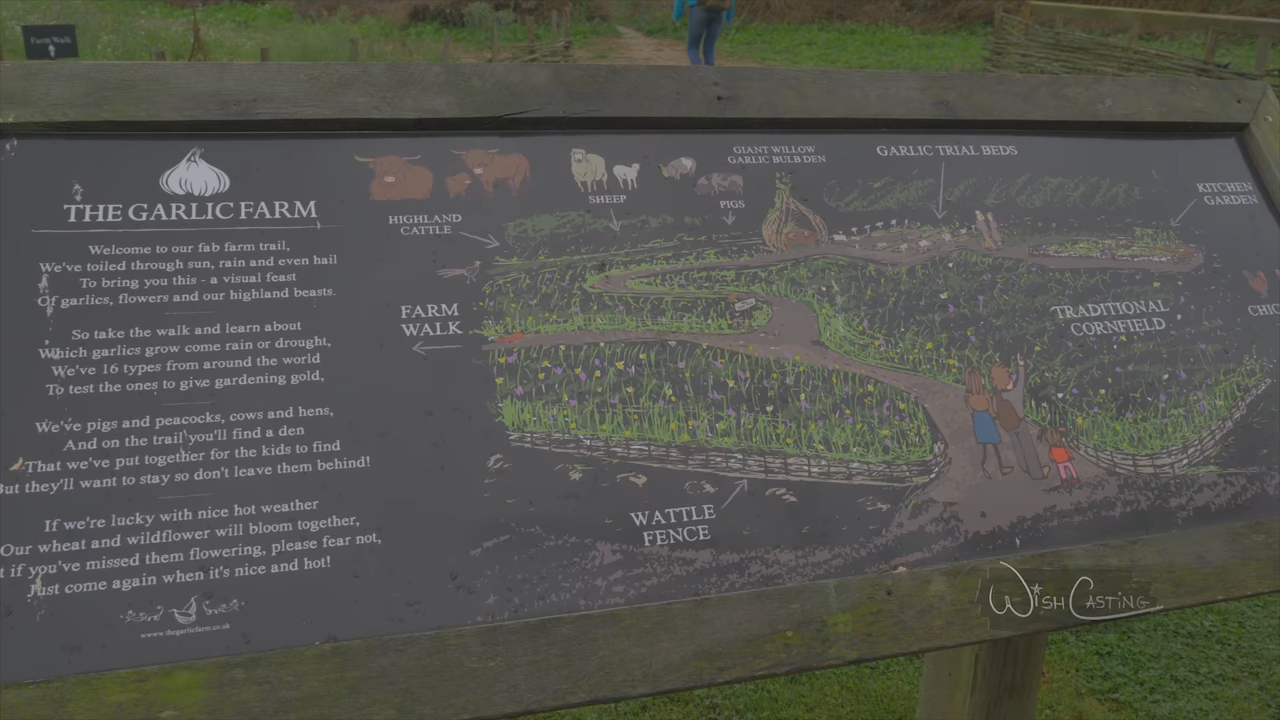 Farm Walk
THE GARLIC FARM
Welcome to our fab farm trail,
We've toiled through sun, rain and even hail
To bring you this - a visual feast
Of garlics, flowers and our highland beasts.
So take the walk and learn about
Which garlics grow come rain or drought,
We've 16 types from around the world
To test the ones to give gardening gold,
We've pigs and peacocks, cows and hens,
And on the trail you'll find a den
That we've put together for the kids to find
But they'll want to stay so don't leave them behind!
If we're lucky with nice hot weather
Our wheat and wildflower will bloom together,
if you've missed them flowering, please fear not,
Just come again when it's nice and hot!
www.thegarlicfarm.co.uk
HIGHLAND
CATTLE
SHEEP
PIGS
GIANT WILLOW
GARLIC BULB DEN
GARLIC TRIAL BEDS
KITCHEN
GARDEN
FARM
WALK
TRADITIONAL
CORNFIELD
WATTLE
FENCE
WISH CASTING